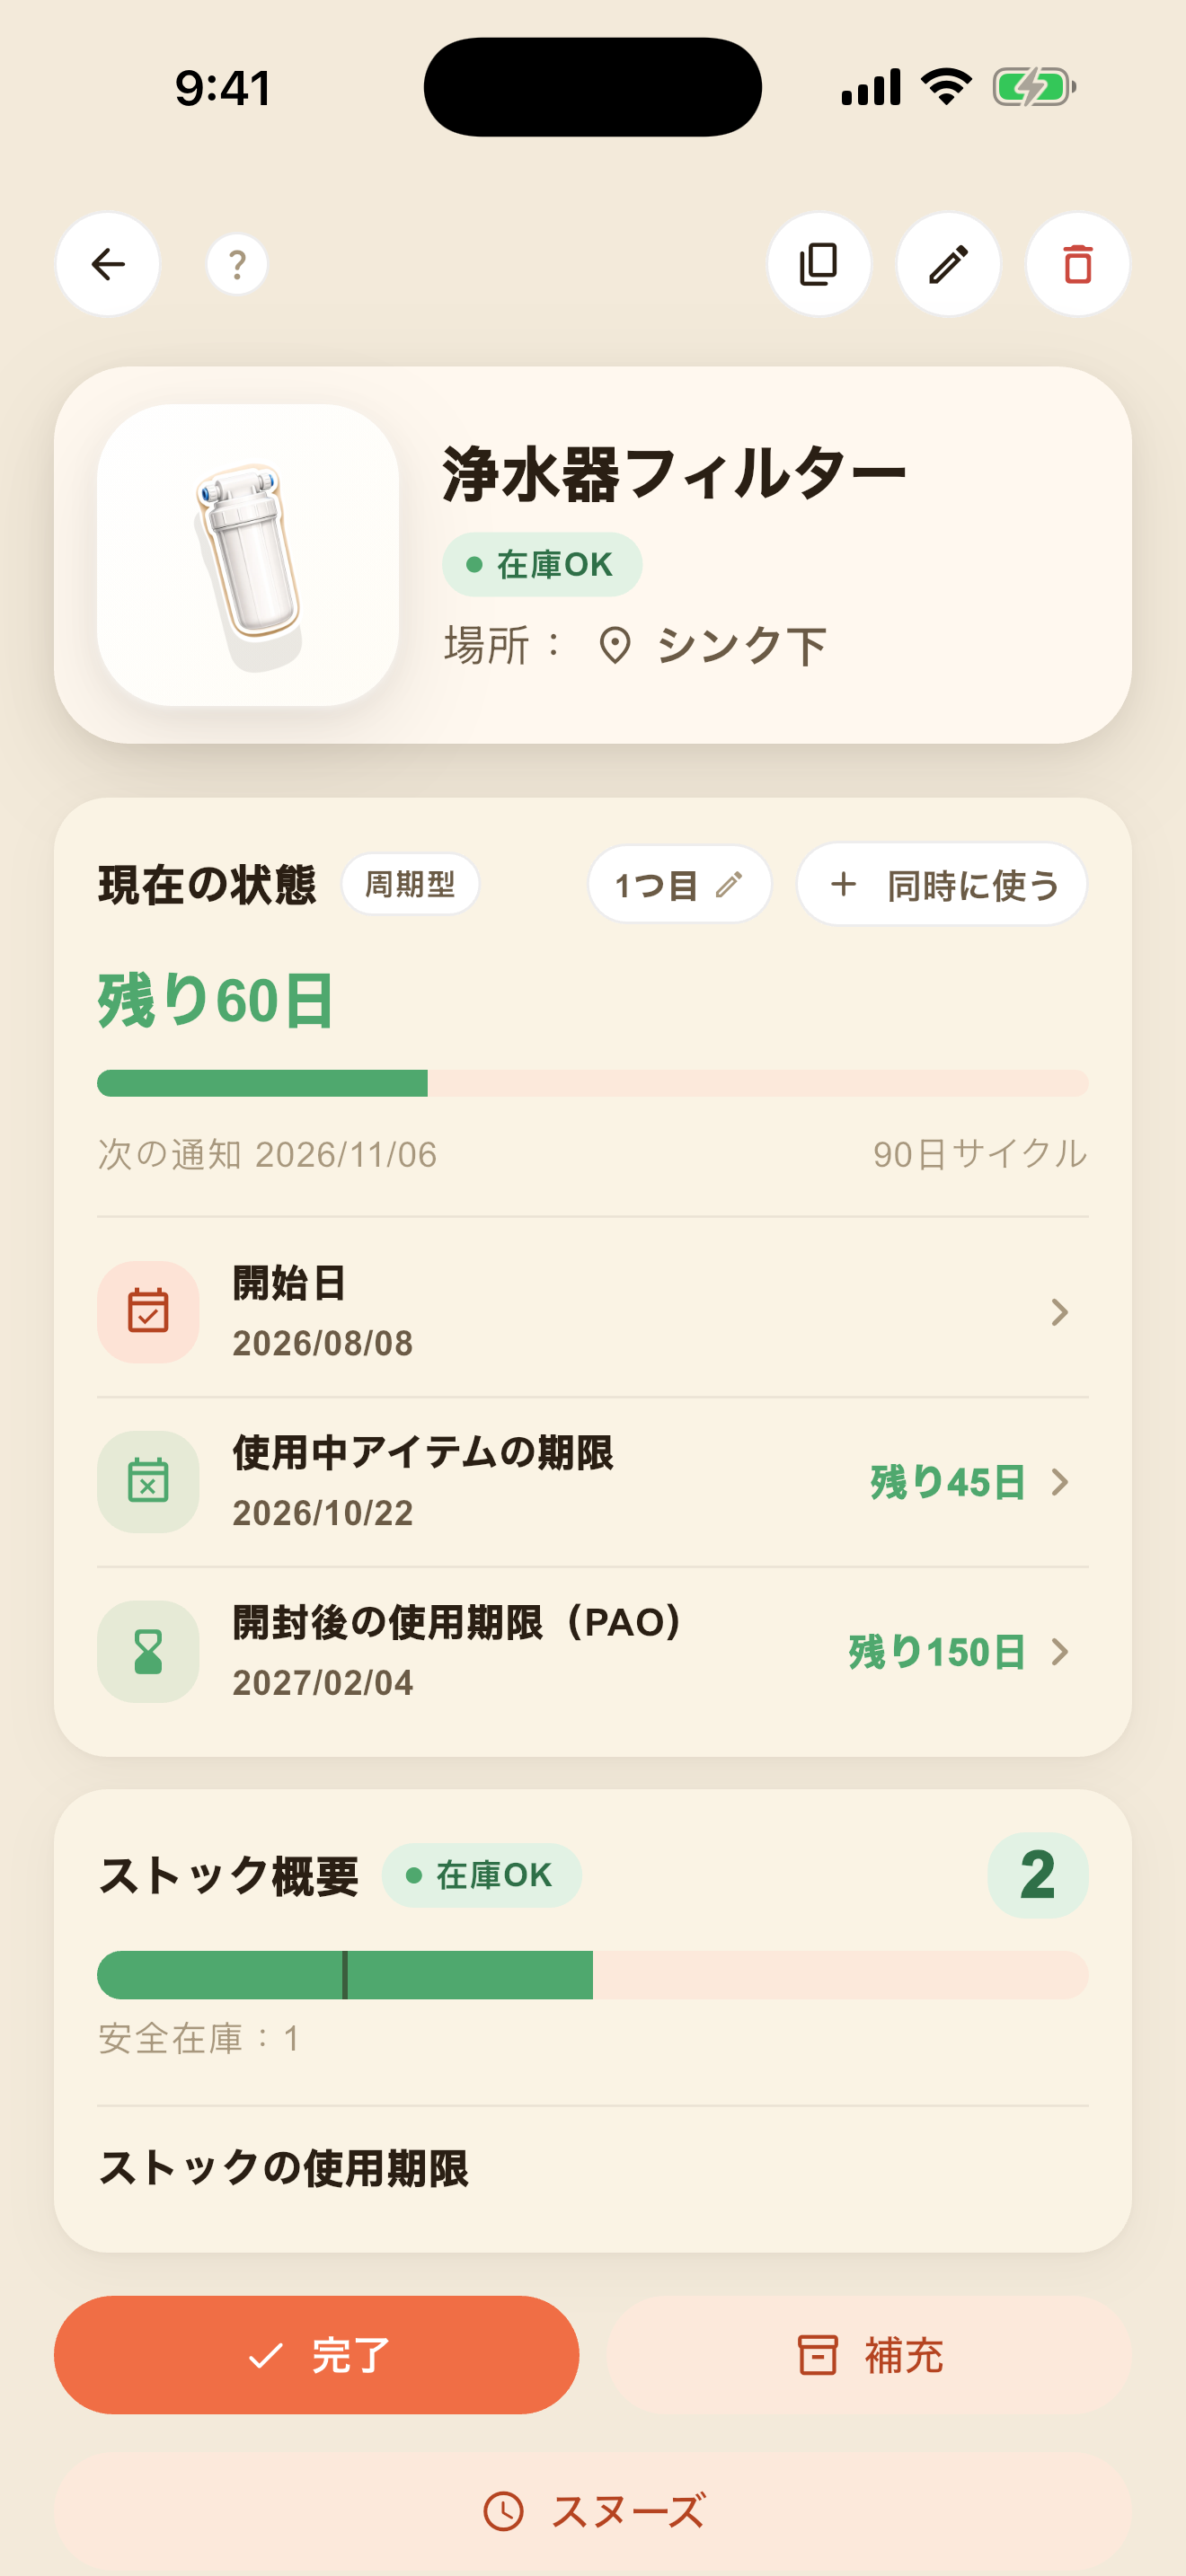 9:41
?
浄水器フィルター
在庫OK
場所： シンク下
現在の状態 周期型 1つ目 + 同時に使う
残り60日
次の通知 2026/11/06 90日サイクル
開始日
2026/08/08
使用中アイテムの期限
2026/10/22
残り45日
開封後の使用期限（PAO）
2027/02/04
残り150日
ストック概要 在庫OK 2
安全在庫：1
ストックの使用期限
完了 補充
スヌーズ